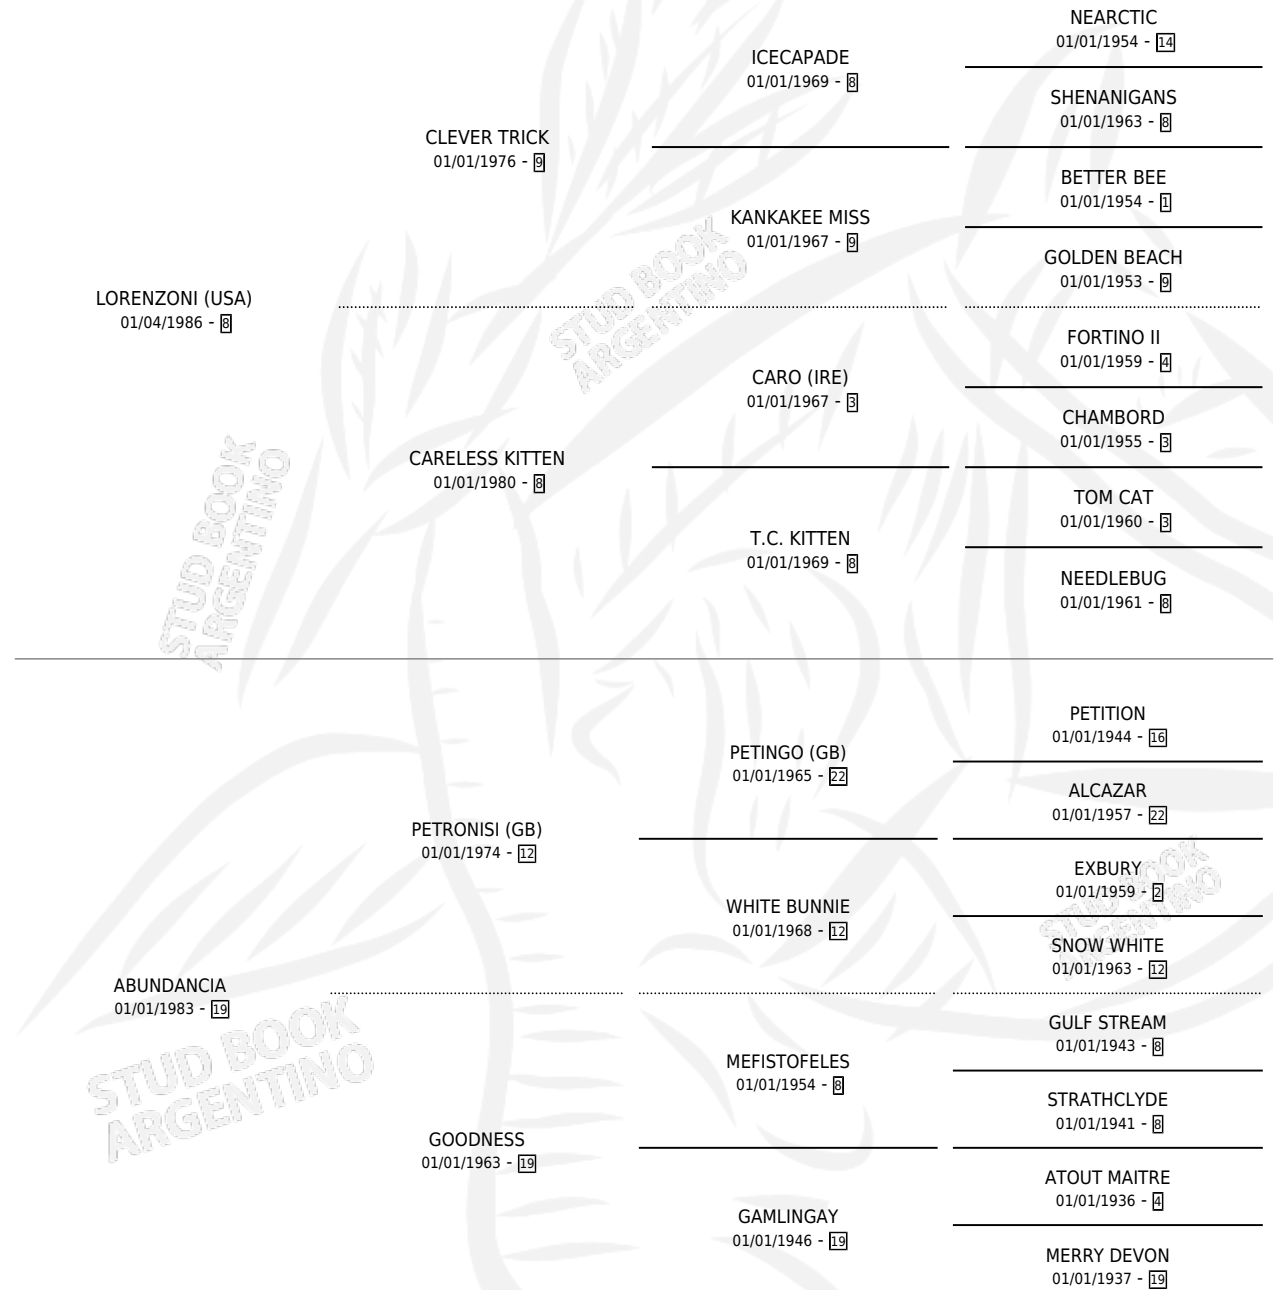 NEARCTIC
01/01/1954 - 14
ICECAPADE
01/01/1969 - 8
SHENANIGANS
01/01/1963 - 8
CLEVER TRICK
01/01/1976 - 9
BETTER BEE
01/01/1954 - 1
KANKAKEE MISS
01/01/1967 - 9
GOLDEN BEACH
01/01/1953 - 9
LORENZONI (USA)
01/04/1986 - 8
FORTINO II
01/01/1959 - 4
CARO (IRE)
01/01/1967 - 3
CHAMBORD
01/01/1955 - 3
CARELESS KITTEN
01/01/1980 - 8
TOM CAT
01/01/1960 - 3
T.C. KITTEN
01/01/1969 - 8
NEEDLEBUG
01/01/1961 - 8
STUD BOOK
ARGENTINO
STUD BOOK
ARGENTINO
PETITION
01/01/1944 - 16
PETINGO (GB)
01/01/1965 - 22
ALCAZAR
01/01/1957 - 22
PETRONISI (GB)
01/01/1974 - 12
EXBURY
01/01/1959 - 2
WHITE BUNNIE
01/01/1968 - 12
SNOW WHITE
01/01/1963 - 12
STUD BOOK
ARGENTINO
ABUNDANCIA
01/01/1983 - 19
GULF STREAM
01/01/1943 - 8
MEFISTOFELES
01/01/1954 - 8
STRATHCLYDE
01/01/1941 - 8
GOODNESS
01/01/1963 - 19
ATOUT MAITRE
01/01/1936 - 4
GAMLINGAY
01/01/1946 - 19
MERRY DEVON
01/01/1937 - 19
STUD BOOK
ARGENTINO